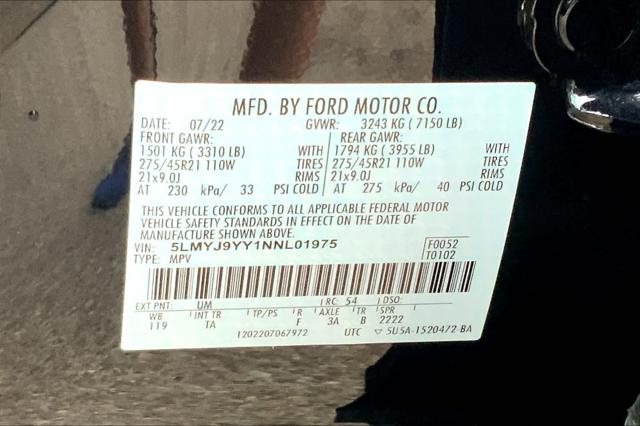 MFD. BY FORD MOTOR CO.
DATE: 07/22 GVWR: 3243 KG ( 7150 LB)
FRONT GAWR: REAR GAWR:
1501 KG ( 3310 LB) WITH 1794 KG ( 3955 LB) WITH
275/45R21 110W TIRES 275/45R21 110W TIRES
21x9.0J RIMS 21x9.0J RIMS
AT 230 kPa/ 33 PSI COLD AT 275 kPa/ 40 PSI COLD
THIS VEHICLE CONFORMS TO ALL APPLICABLE FEDERAL MOTOR
VEHICLE SAFETY STANDARDS IN EFFECT ON THE DATE OF
MANUFACTURE SHOWN ABOVE.
VIN: 5LMYJ9YY1NNL01975 F0052
TYPE: MPV T0102
EXT PNT: UM RC: 54 DSO:
WB INT TR TP/PS R AXLE TR SPR
119 TA F 3A B 2222
1202207067972 UTC ▽ 5U5A-1520472-BA